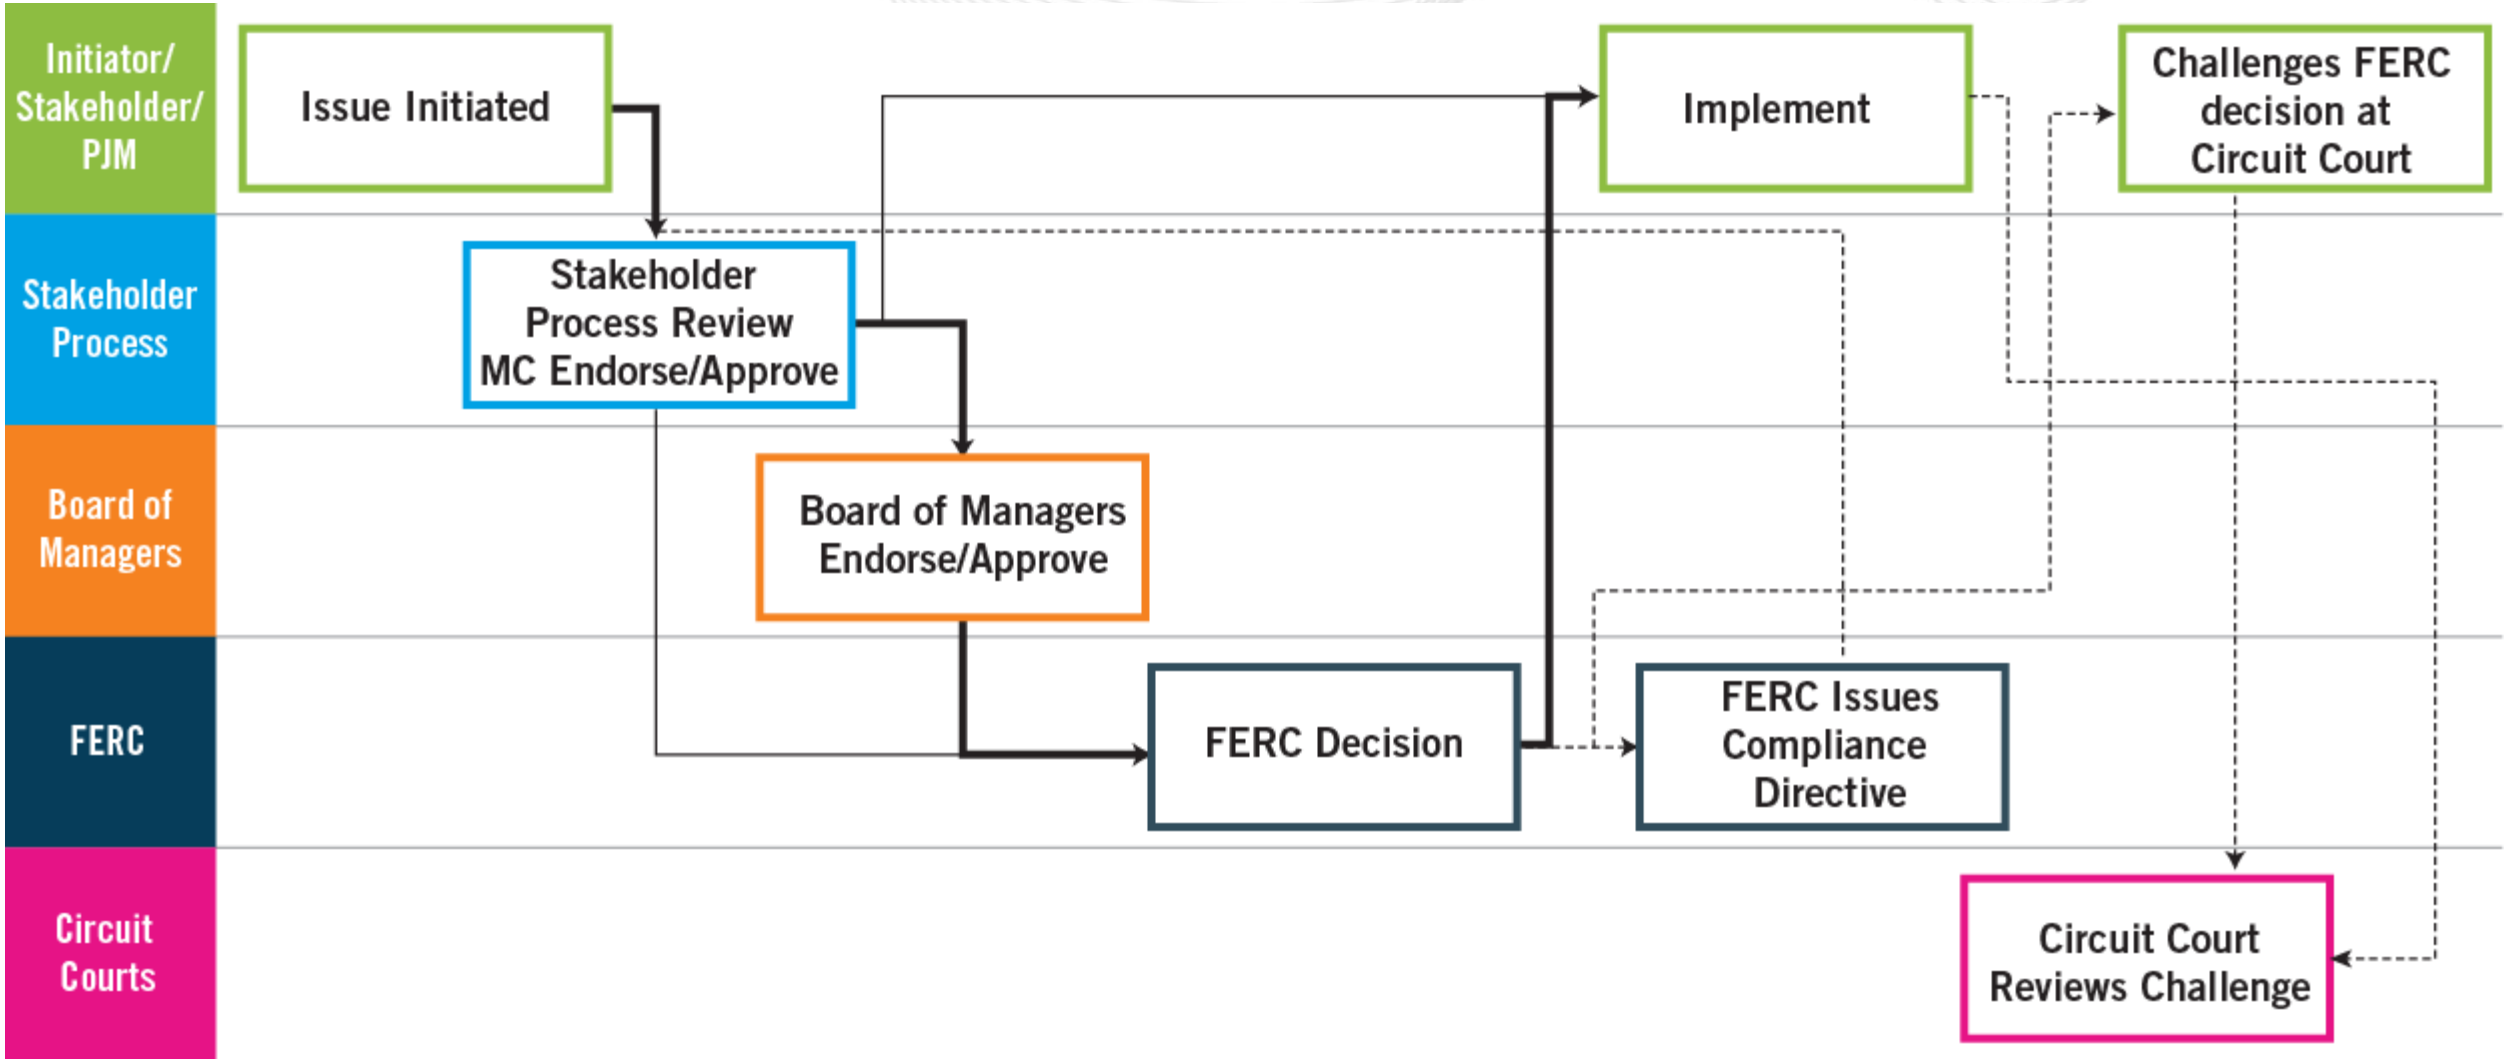 Initiator/
Stakeholder/
PJM
Issue Initiated
Implement
Challenges FERC
decision at
Circuit Court
Stakeholder
Process
Stakeholder
Process Review
MC Endorse/Approve
Board of
Managers
Board of Managers
Endorse/Approve
FERC
FERC Decision
FERC Issues
Compliance
Directive
Circuit
Courts
Circuit Court
Reviews Challenge